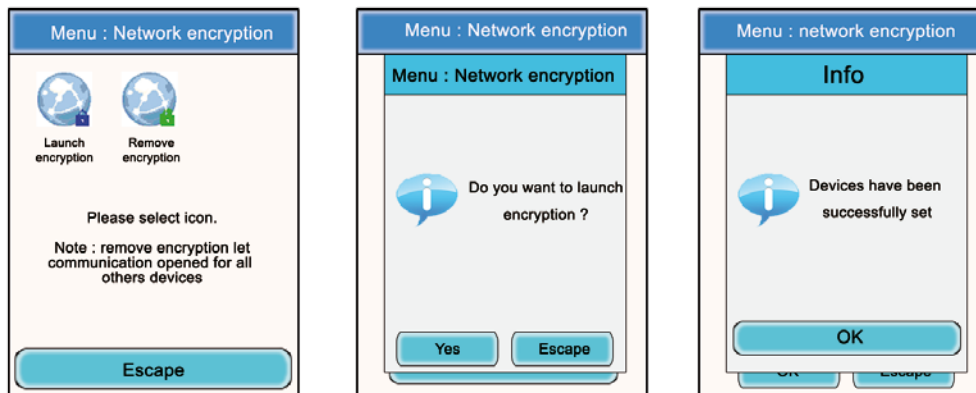 Menu : Network encryption
Launch
encryption
Remove
encryption
Please select icon.
Note : remove encryption let
communication opened for all
others devices
Escape
Menu : Network encryption
Menu : Network encryption
Do you want to launch
encryption ?
Yes
Escape
Menu : network encryption
Info
Devices have been
successfully set
OK
OK
Escape